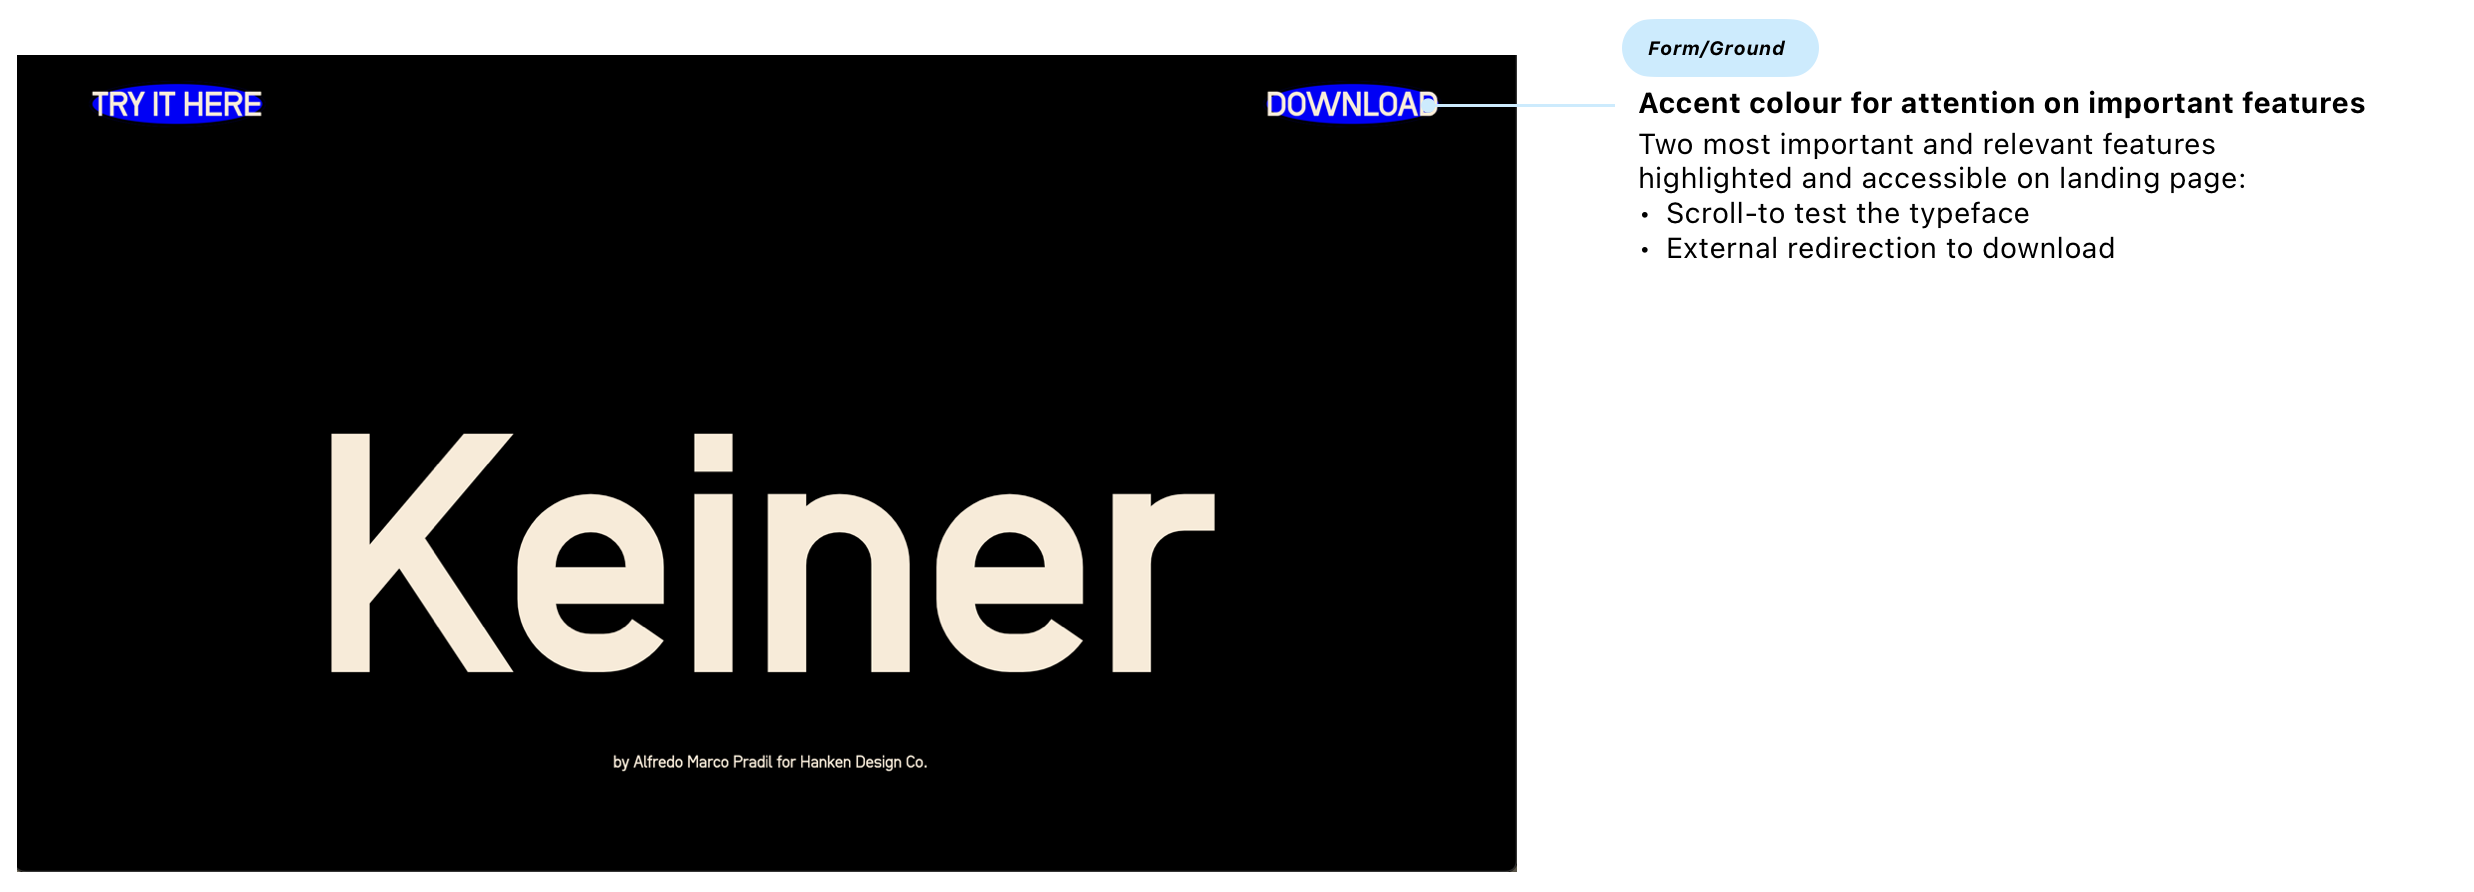 TRY IT HERE
DOWNLOAD
Keiner
by Alfredo Marco Pradil for Hanken Design Co.
Form/Ground
Accent colour for attention on important features
Two most important and relevant features
highlighted and accessible on landing page:
• Scroll-to test the typeface
• External redirection to download